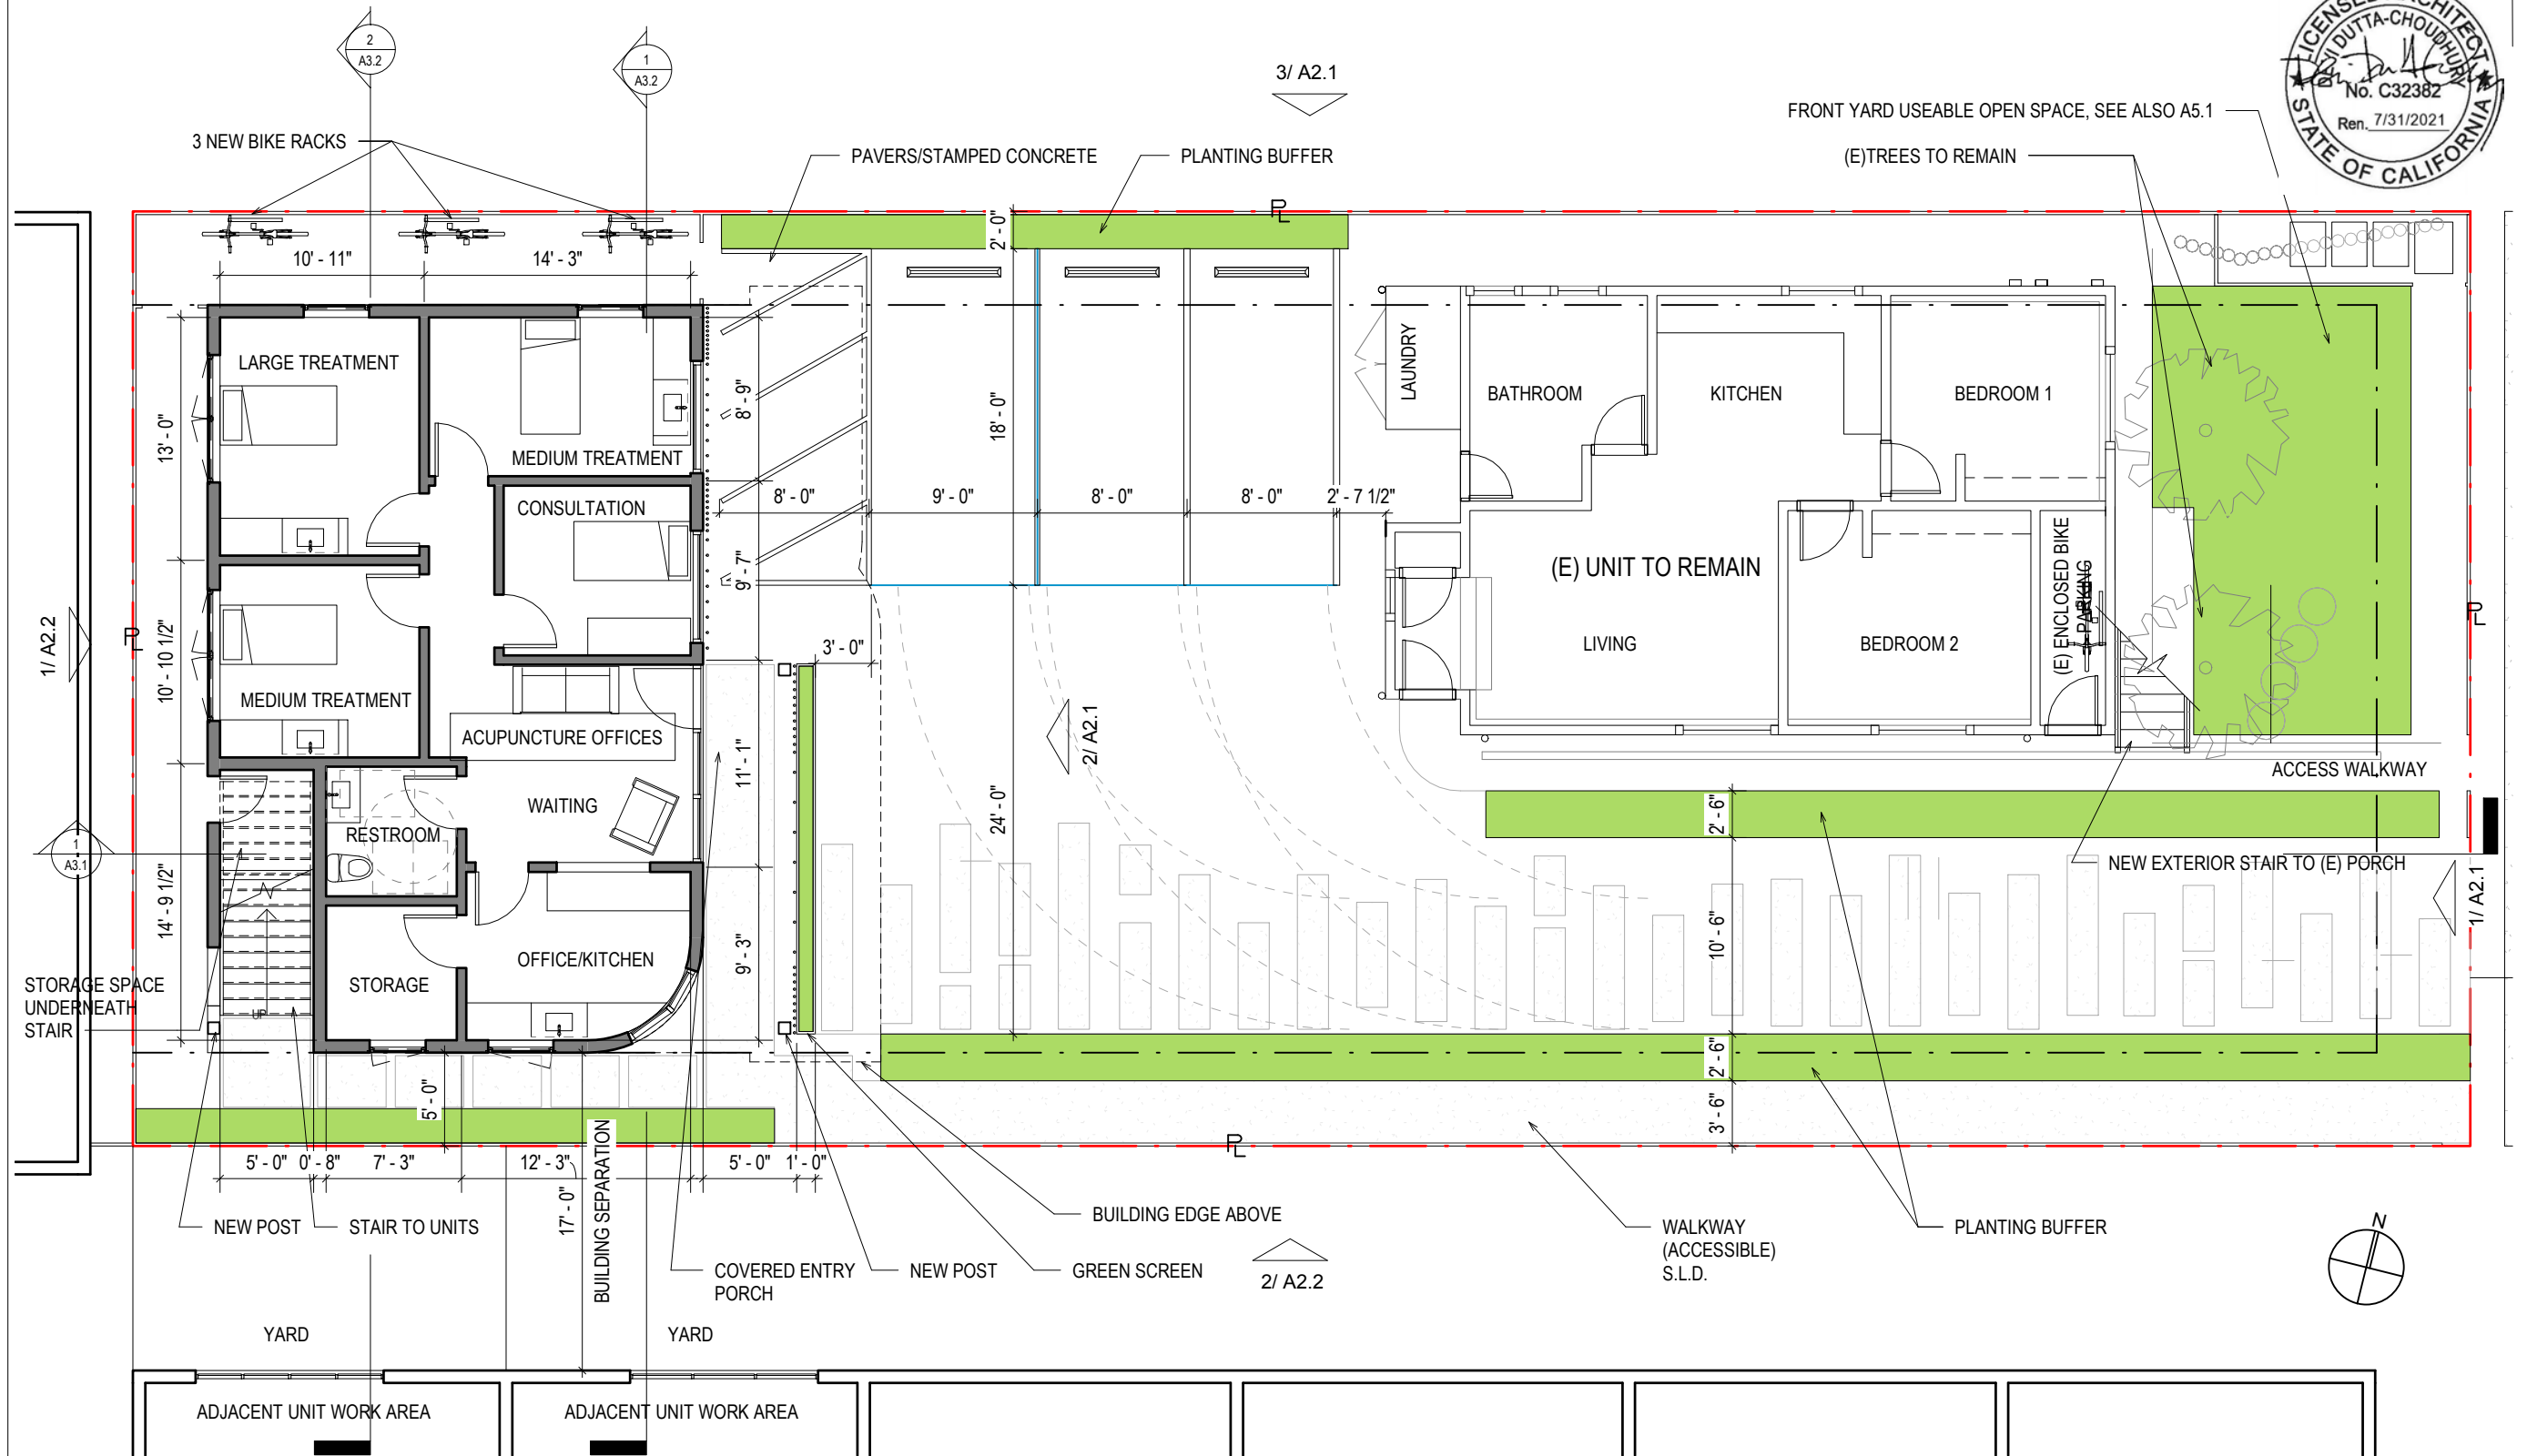 2
A3.2
1
A3.2
3/ A2.1
LICENSED ARCHITECT
DUTTA-CHOUDHURY
No. C32382
Ren. 7/31/2021
STATE OF CALIFORNIA
FRONT YARD USEABLE OPEN SPACE, SEE ALSO A5.1
3 NEW BIKE RACKS
PAVERS/STAMPED CONCRETE
PLANTING BUFFER
(E)TREES TO REMAIN
PL
2' - 0"
10' - 11"
14' - 3"
LARGE TREATMENT
MEDIUM TREATMENT
CONSULTATION
13' - 0"
8' - 9"
18' - 0"
LAUNDRY
BATHROOM
KITCHEN
BEDROOM 1
8' - 0"
9' - 0"
8' - 0"
8' - 0"
2' - 7 1/2"
9' - 7"
(E) UNIT TO REMAIN
(E) ENCLOSED BIKE
PARKING
1/ A2.2
PL
10' - 10 1/2"
3' - 0"
LIVING
BEDROOM 2
PL
MEDIUM TREATMENT
ACUPUNCTURE OFFICES
2/ A2.1
11' - 1"
ACCESS WALKWAY
WAITING
RESTROOM
24' - 0"
2' - 6"
1
A3.1
NEW EXTERIOR STAIR TO (E) PORCH
1/ A2.1
14' - 9 1/2"
9' - 3"
10' - 6"
OFFICE/KITCHEN
STORAGE
STORAGE SPACE
UNDERNEATH
STAIR
UP
2' - 6"
5' - 0"
3' - 6"
PL
5' - 0"
0' - 8"
7' - 3"
12' - 3"
5' - 0"
1' - 0"
17' - 0"
BUILDING SEPARATION
NEW POST
STAIR TO UNITS
BUILDING EDGE ABOVE
WALKWAY
(ACCESSIBLE)
S.L.D.
PLANTING BUFFER
N
COVERED ENTRY
PORCH
NEW POST
GREEN SCREEN
2/ A2.2
YARD
YARD
ADJACENT UNIT WORK AREA
ADJACENT UNIT WORK AREA